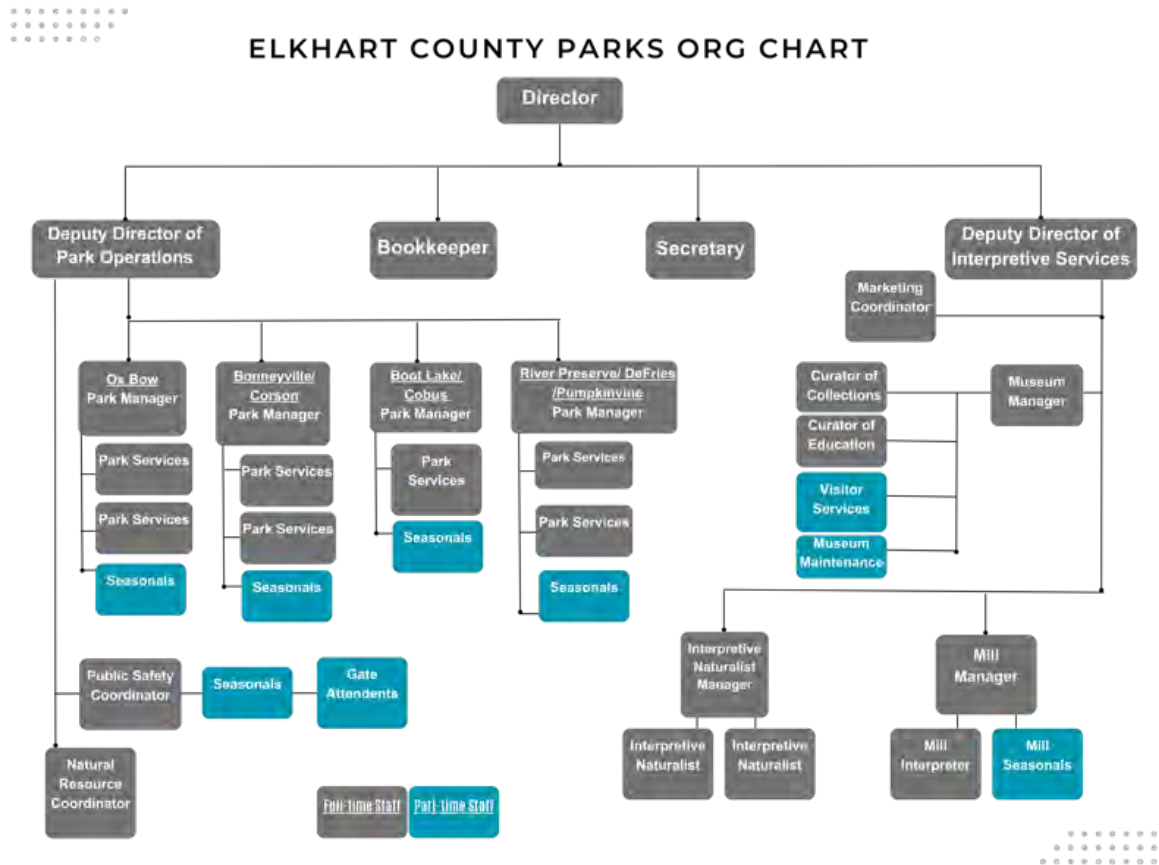 ELKHART COUNTY PARKS ORG CHART
Director
Deputy Director of
Park Operations
Bookkeeper
Secretary
Deputy Director of
Interpretive Services
Marketing
Coordinator
Ox Bow
Park Manager
Bonneyville/
Corson
Park Manager
Boot Lake/
Cobus
Park Manager
River Preserve/ DeFries
/Pumpkinvine
Park Manager
Curator of
Collections
Museum
Manager
Curator of
Education
Visitor
Services
Museum
Maintenance
Park Services
Park Services
Seasonals
Park Services
Park Services
Seasonals
Park
Services
Seasonals
Park Services
Park Services
Seasonals
Public Safety
Coordinator
Seasonals
Gate
Attendents
Natural
Resource
Coordinator
Interpretive
Naturalist
Manager
Mill
Manager
Interpretive
Naturalist
Interpretive
Naturalist
Mill
Interpreter
Mill
Seasonals
Full-time Staff
Part-time Staff